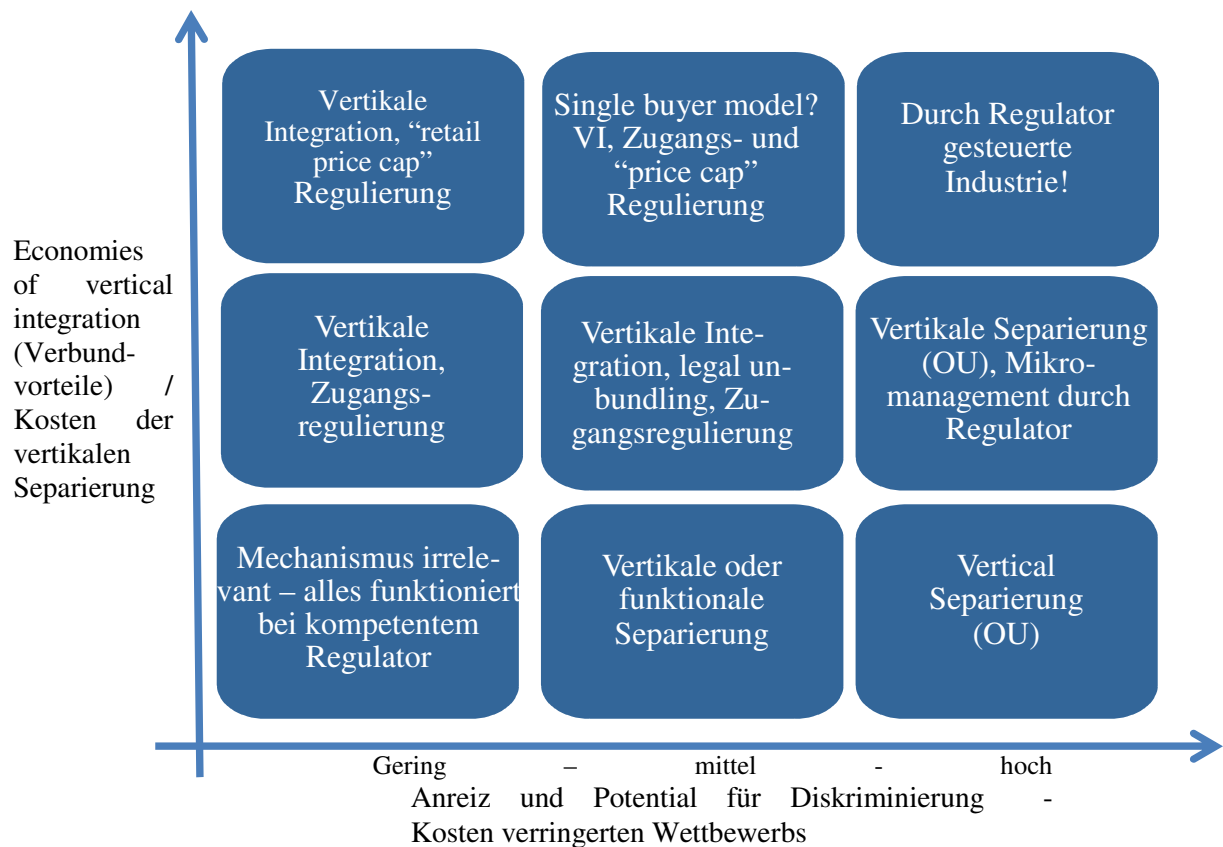 Vertikale
Integration, “retail
price cap”
Regulierung
Single buyer model?
VI, Zugangs- und
“price cap”
Regulierung
Durch Regulator
gesteuerte
Industrie!
Economies
of vertical
integration
(Verbund-
vorteile) /
Kosten der
vertikalen
Separierung
Vertikale
Integration,
Zugangs-
regulierung
Vertikale Inte-
gration, legal un-
bundling, Zu-
gangsregulierung
Vertikale Separierung
(OU), Mikro-
management durch
Regulator
Mechanismus irrele-
vant – alles funktioniert
bei kompetentem
Regulator
Vertikale oder
funktionale
Separierung
Vertical
Separierung
(OU)
Gering – mittel - hoch
Anreiz und Potential für Diskriminierung -
Kosten verringerten Wettbewerbs